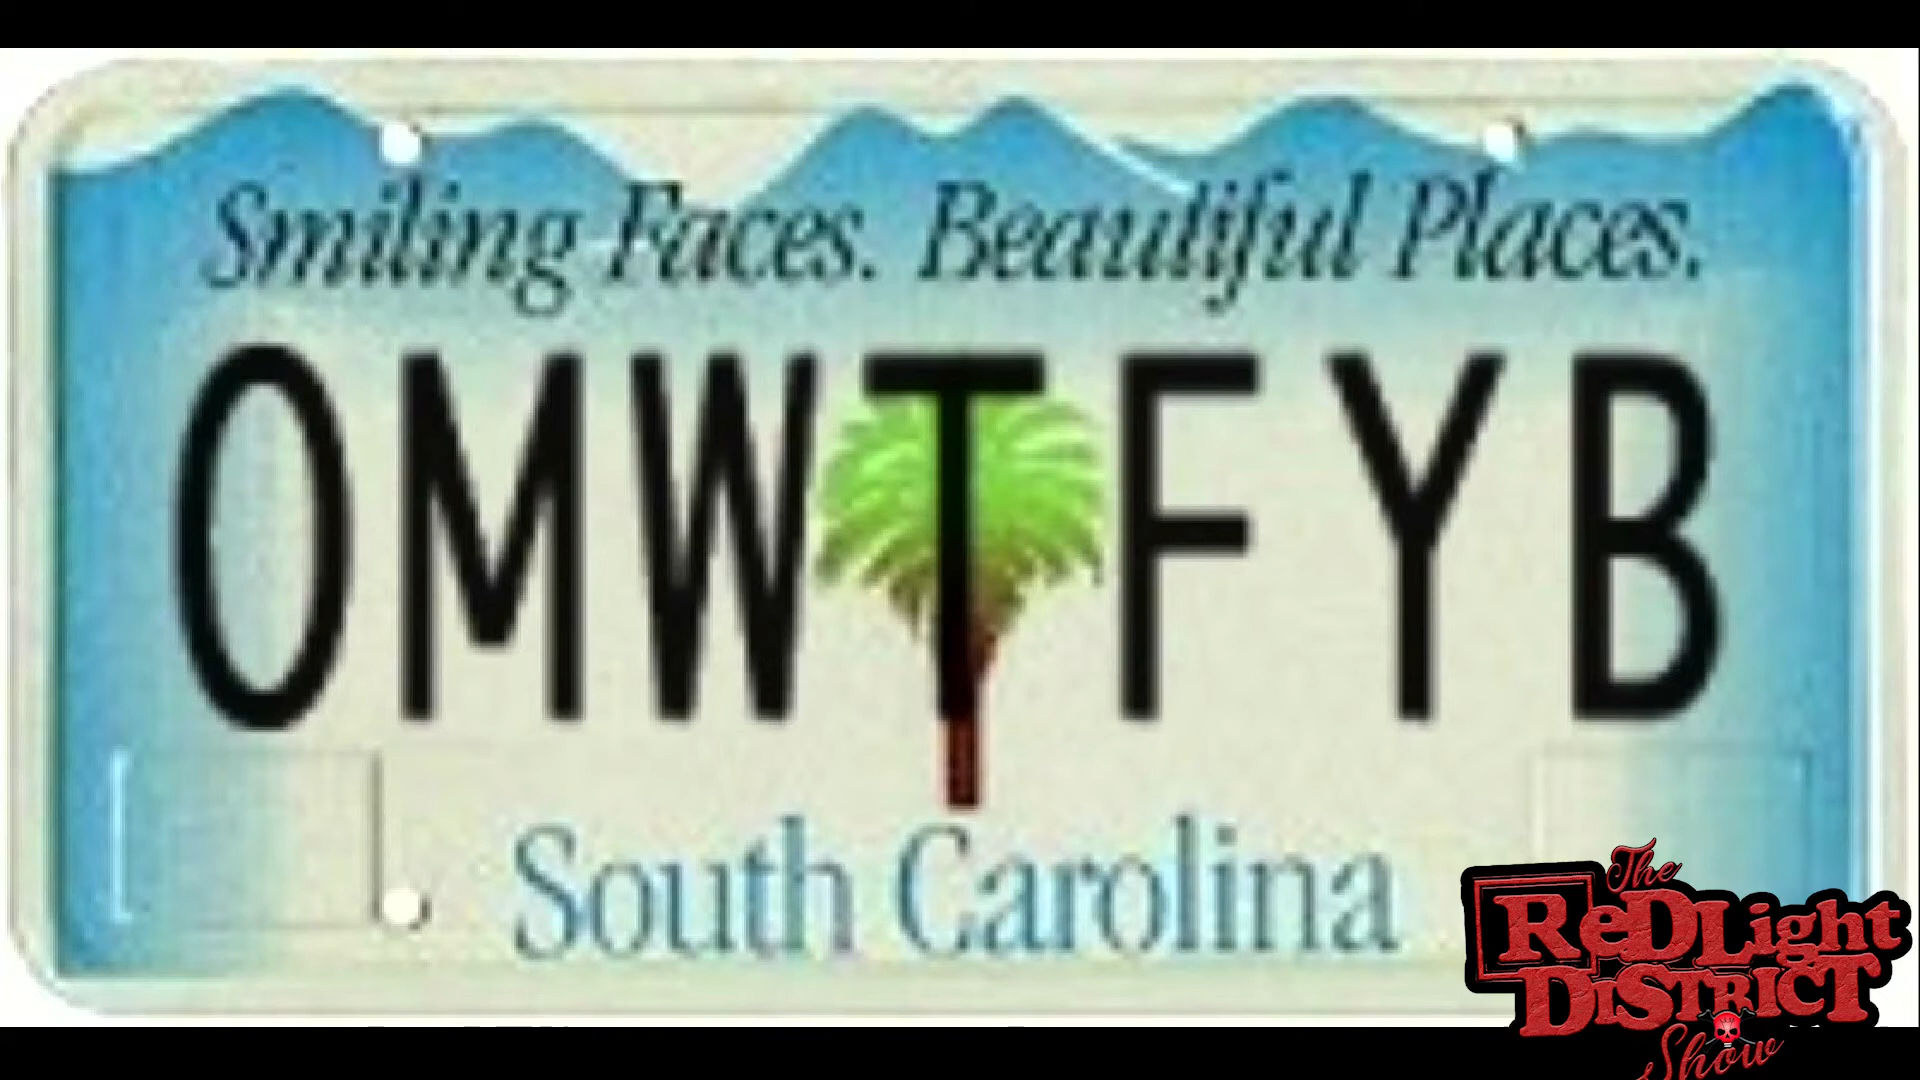 Smiling Faces. Beautiful Places.
OMWTFYB
South Carolina
The
ReDLight
DiSTRiCT
Show